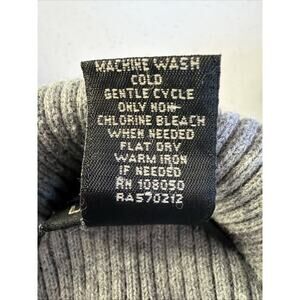 MACHINE WASH
COLD
GENTLE CYCLE
ONLY NON-
CHLORINE BLEACH
WHEN NEEDED
FLAT DRY
WARM IRON
IF NEEDED
RN 108050
RA570212